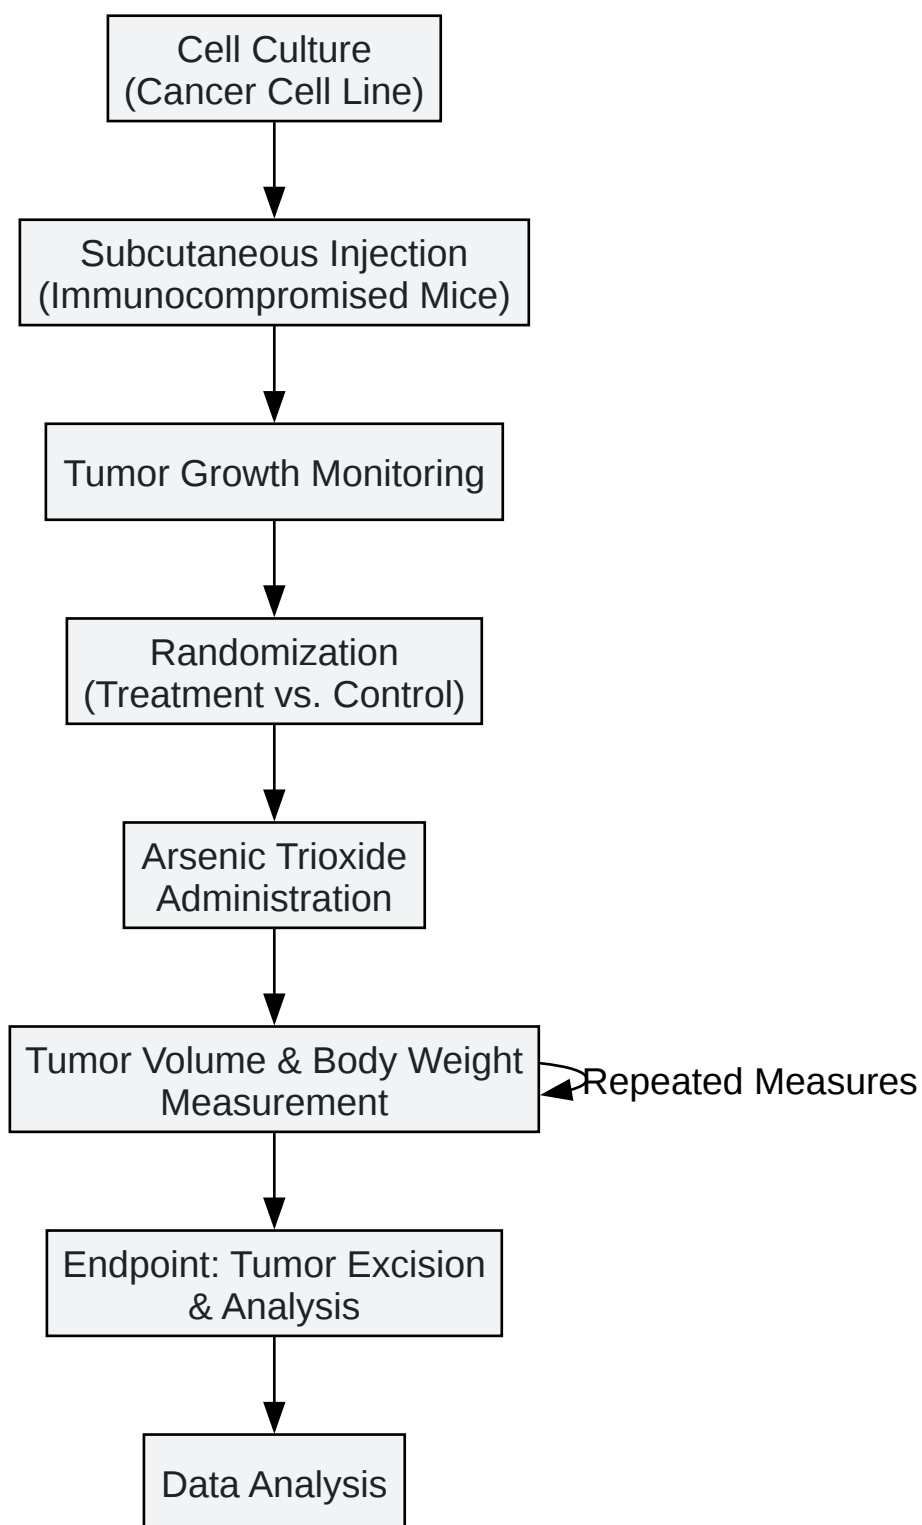 Cell Culture
(Cancer Cell Line)
Subcutaneous Injection
(Immunocompromised Mice)
Tumor Growth Monitoring
Randomization
(Treatment vs. Control)
Arsenic Trioxide
Administration
Tumor Volume & Body Weight
Measurement
Repeated Measures
Endpoint: Tumor Excision
& Analysis
Data Analysis